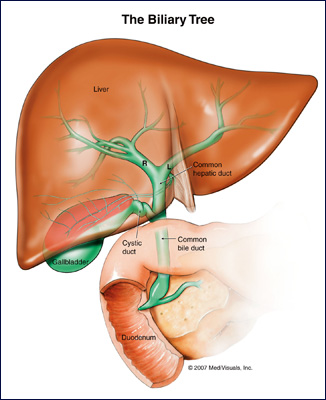 The Biliary Tree
Liver
R
L
Common
hepatic duct
Cystic
duct
Common
bile duct
Gallbladder
Duodenum
© 2007 MediVisuals, Inc.